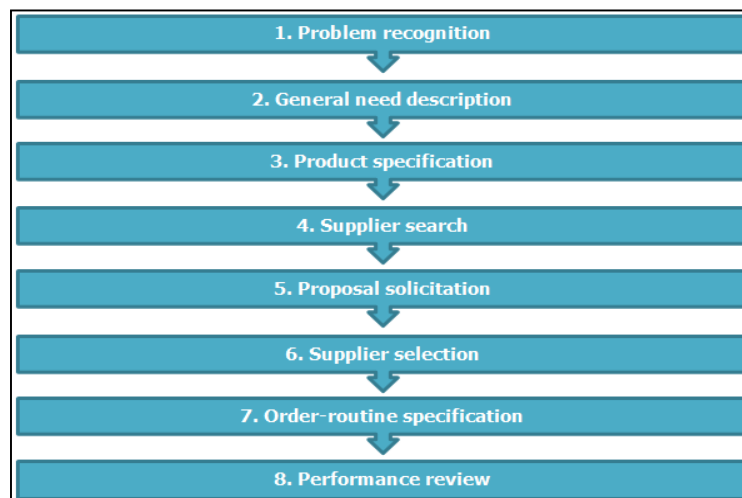 1. Problem recognition
2. General need description
3. Product specification
4. Supplier search
5. Proposal solicitation
6. Supplier selection
7. Order-routine specification
8. Performance review